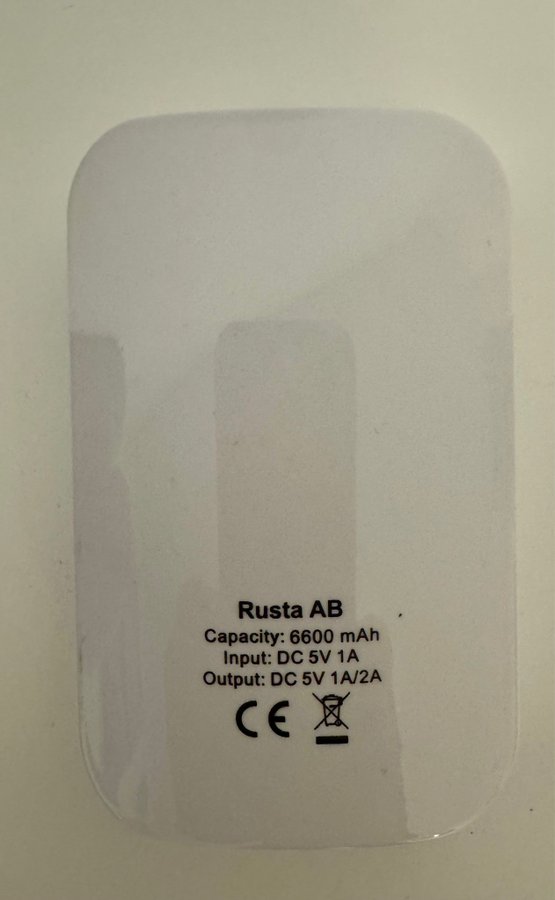 Rusta AB
Capacity: 6600 mAh
Input: DC 5V 1A
Output: DC 5V 1A/2A
CE